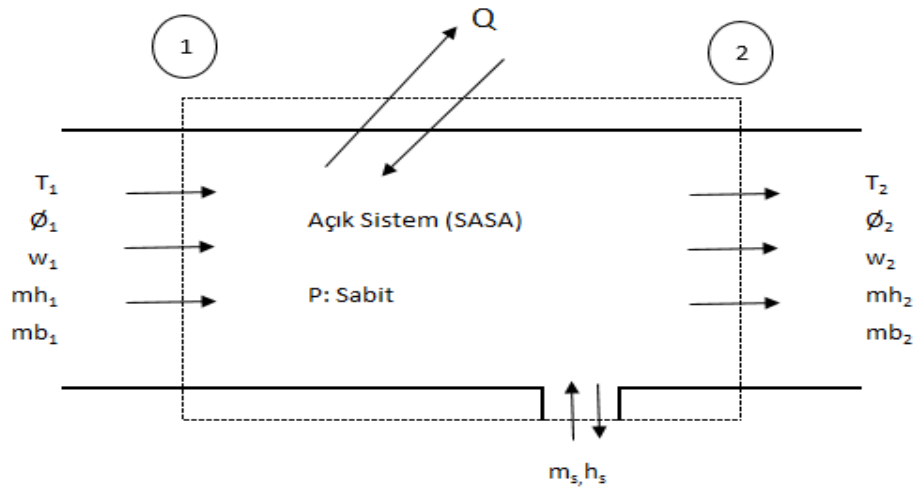 Q
1
2
T₁
Ø₁
w₁
mh₁
mb₁
Açık Sistem (SASA)
P: Sabit
T₂
Ø₂
w₂
mh₂
mb₂
mₛ,hₛ